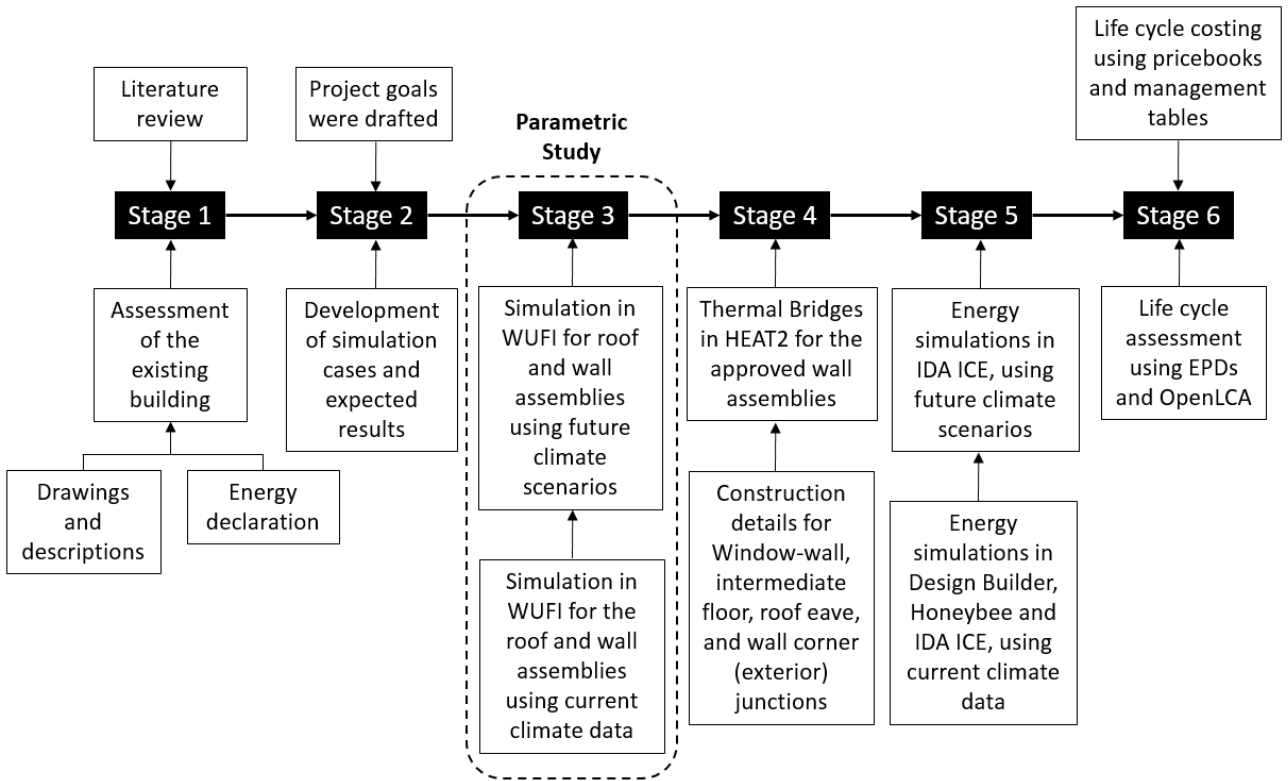 Literature
review
Project goals
were drafted
Parametric
Study
Life cycle costing
using pricebooks
and management
tables
Stage 1
Stage 2
Stage 3
Stage 4
Stage 5
Stage 6
Assessment
of the
existing
building
Drawings
and
descriptions
Energy
declaration
Development
of simulation
cases and
expected
results
Simulation in
WUFI for roof
and wall
assemblies
using future
climate
scenarios
Simulation in
WUFI for the
roof and wall
assemblies
using current
climate data
Thermal Bridges
in HEAT2 for the
approved wall
assemblies
Construction
details for
Window-wall,
intermediate
floor, roof eave,
and wall corner
(exterior)
junctions
Energy
simulations in
IDA ICE, using
future climate
scenarios
Energy
simulations in
Design Builder,
Honeybee and
IDA ICE, using
current climate
data
Life cycle
assessment
using EPDs
and OpenLCA